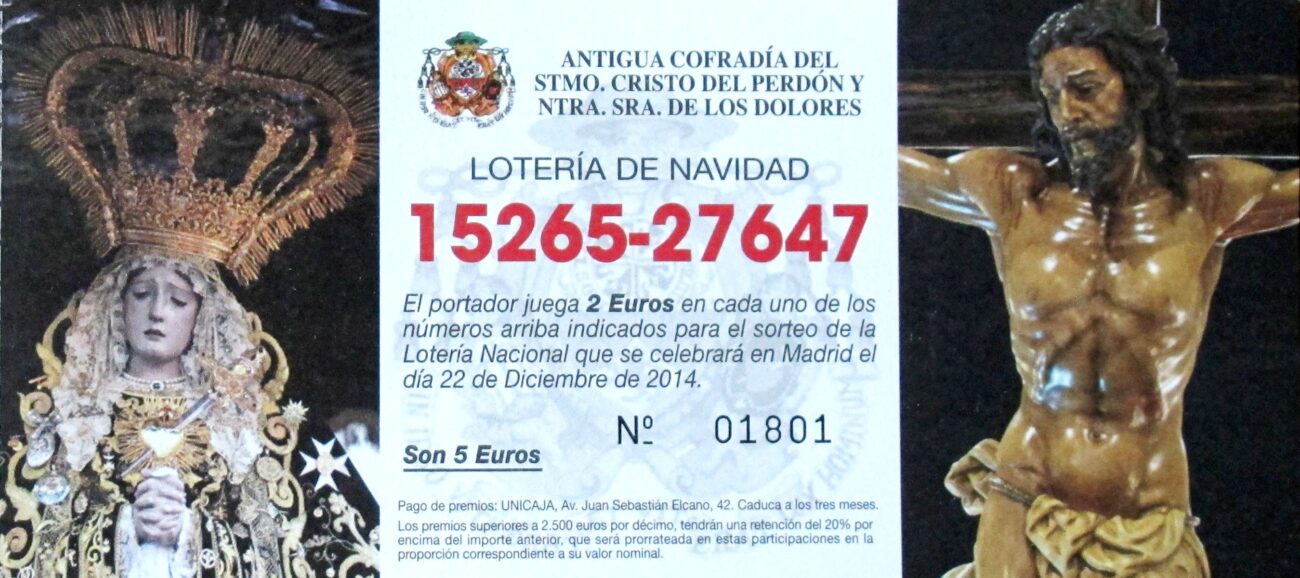 ANTIGUA COFRADÍA DEL
STMO. CRISTO DEL PERDÓN Y
NTRA. SRA. DE LOS DOLORES
LOTERÍA DE NAVIDAD
15265-27647
El portador juega 2 Euros en cada uno de los
números arriba indicados para el sorteo de la
Lotería Nacional que se celebrará en Madrid el
día 22 de Diciembre de 2014.
Nº 01801
Son 5 Euros
Pago de premios: UNICAJA, Av. Juan Sebastián Elcano, 42. Caduca a los tres meses.
Los premios superiores a 2.500 euros por décimo, tendrán una retención del 20% por
encima del importe anterior, que será prorrateada en estas participaciones en la
proporción correspondiente a su valor nominal.